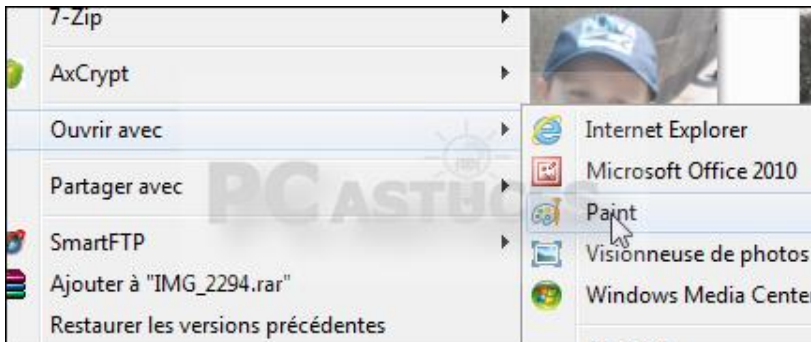 7-Zip
AxCrypt
Ouvrir avec
Partager avec
SmartFTP
Ajouter à "IMG_2294.rar"
Restaurer les versions précédentes
Internet Explorer
Microsoft Office 2010
Paint
Visionneuse de photos
Windows Media Center
PC ASTUCES
.net